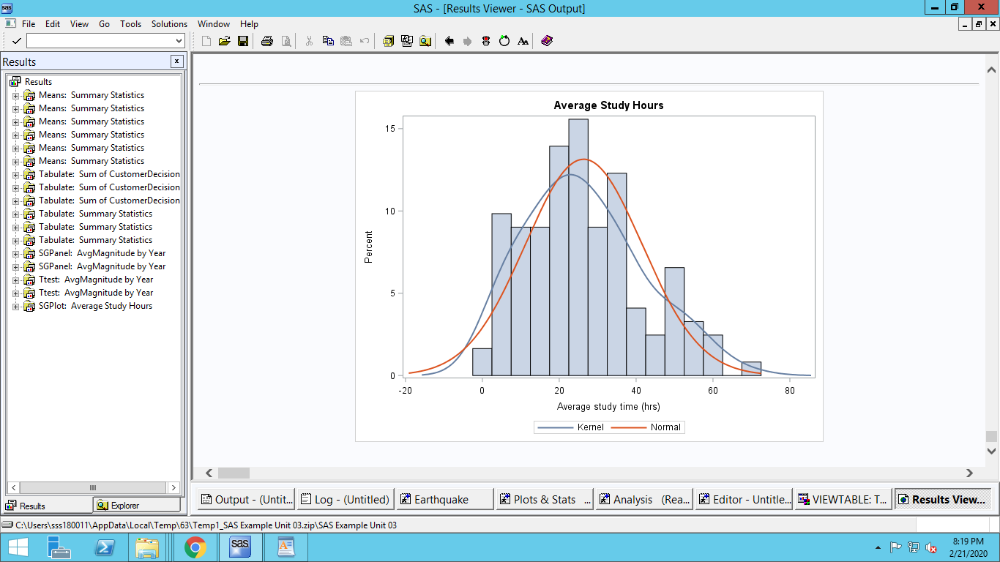 sas
SAS - [Results Viewer - SAS Output]
File Edit View Go Tools Solutions Window Help
Results
Results
Means: Summary Statistics
Means: Summary Statistics
Means: Summary Statistics
Means: Summary Statistics
Means: Summary Statistics
Means: Summary Statistics
Tabulate: Sum of CustomerDecision
Tabulate: Sum of CustomerDecision
Tabulate: Sum of CustomerDecision
Tabulate: Summary Statistics
Tabulate: Summary Statistics
Tabulate: Summary Statistics
SGPanel: AvgMagnitude by Year
SGPanel: AvgMagnitude by Year
Ttest: AvgMagnitude by Year
Ttest: AvgMagnitude by Year
SGPlot: Average Study Hours
Results Explorer
Average Study Hours
Percent
15
10
5
0
-20 0 20 40 60 80
Average study time (hrs)
Kernel Normal
Output - (Untit... Log - (Untitled) Earthquake Plots & Stats ... Analysis (Rea... Editor - Untitle... VIEWTABLE: T... Results View...
C:\Users\sss180011\AppData\Local\Temp\63\Temp1_SAS Example Unit 03.zip\SAS Example Unit 03
sas
8:19 PM
2/21/2020